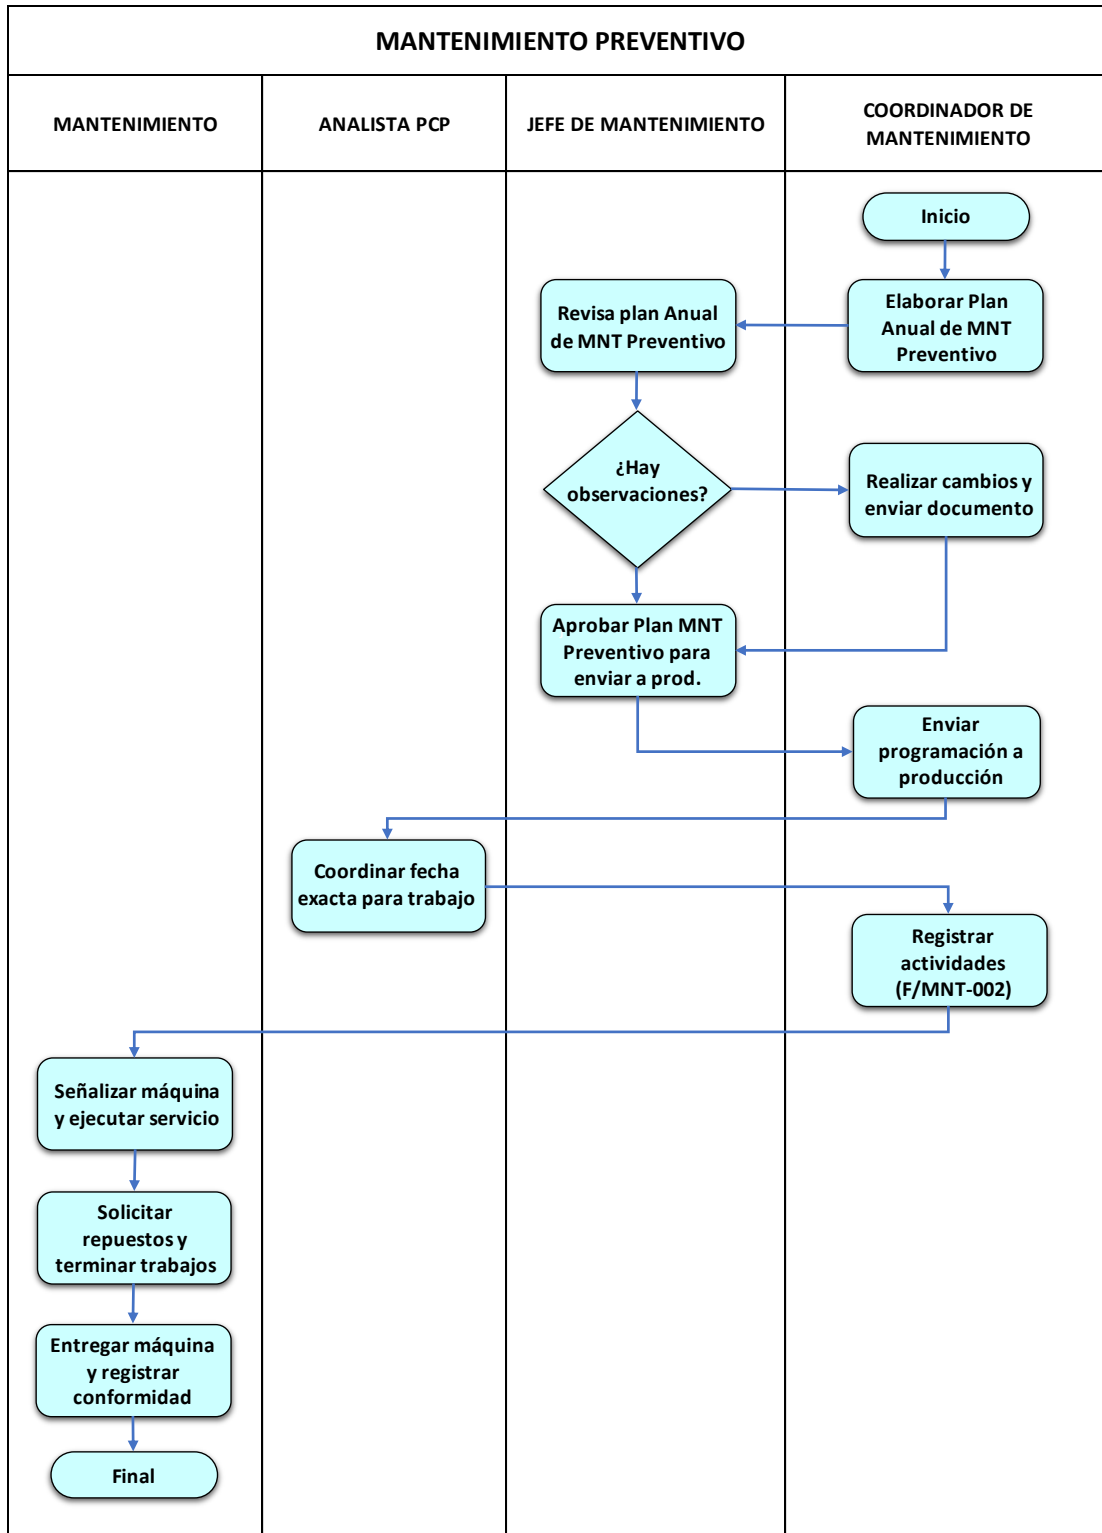 MANTENIMIENTO PREVENTIVO
MANTENIMIENTO
ANALISTA PCP
JEFE DE MANTENIMIENTO
COORDINADOR DE
MANTENIMIENTO
Inicio
Elaborar Plan
Anual de MNT
Preventivo
Revisa plan Anual
de MNT Preventivo
¿Hay
observaciones?
Realizar cambios y
enviar documento
Aprobar Plan MNT
Preventivo para
enviar a prod.
Enviar
programación a
producción
Coordinar fecha
exacta para trabajo
Registrar
actividades
(F/MNT-002)
Señalizar máquina
y ejecutar servicio
Solicitar
repuestos y
terminar trabajos
Entregar máquina
y registrar
conformidad
Final